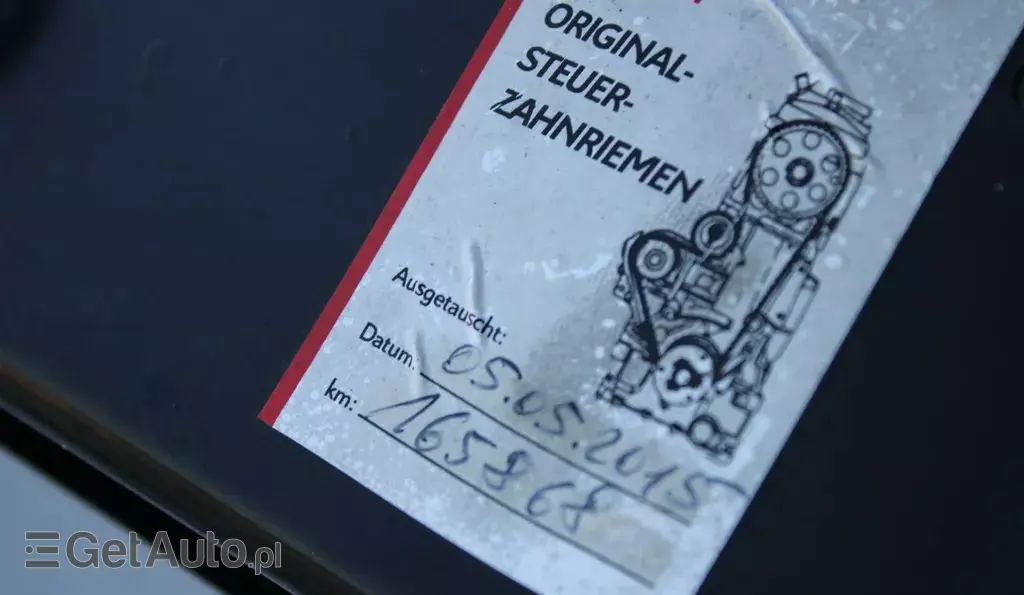 ORIGINAL-
STEUER-
ZAHNRIEMEN
Ausgetauscht:
Datum: 05.05.2015
km: 165868
GetAuto.pl